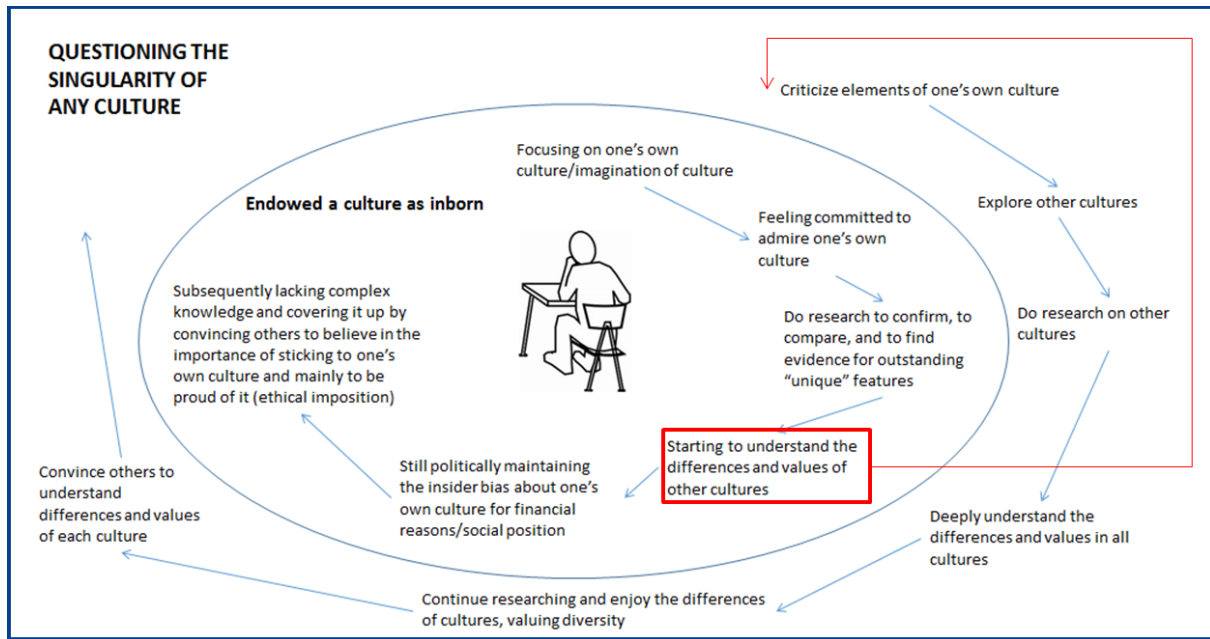 QUESTIONING THE
SINGULARITY OF
ANY CULTURE
Criticize elements of one's own culture
Explore other cultures
Do research on other
cultures
Deeply understand the
differences and values in all
cultures
Continue researching and enjoy the differences
of cultures, valuing diversity
Convince others to
understand
differences and values
of each culture
Endowed a culture as inborn
Focusing on one's own
culture/imagination of culture
Feeling committed to
admire one's own
culture
Do research to confirm, to
compare, and to find
evidence for outstanding
“unique” features
Starting to understand the
differences and values of
other cultures
Still politically maintaining
the insider bias about one's
own culture for financial
reasons/social position
Subsequently lacking complex
knowledge and covering it up by
convincing others to believe in the
importance of sticking to one's
own culture and mainly to be
proud of it (ethical imposition)